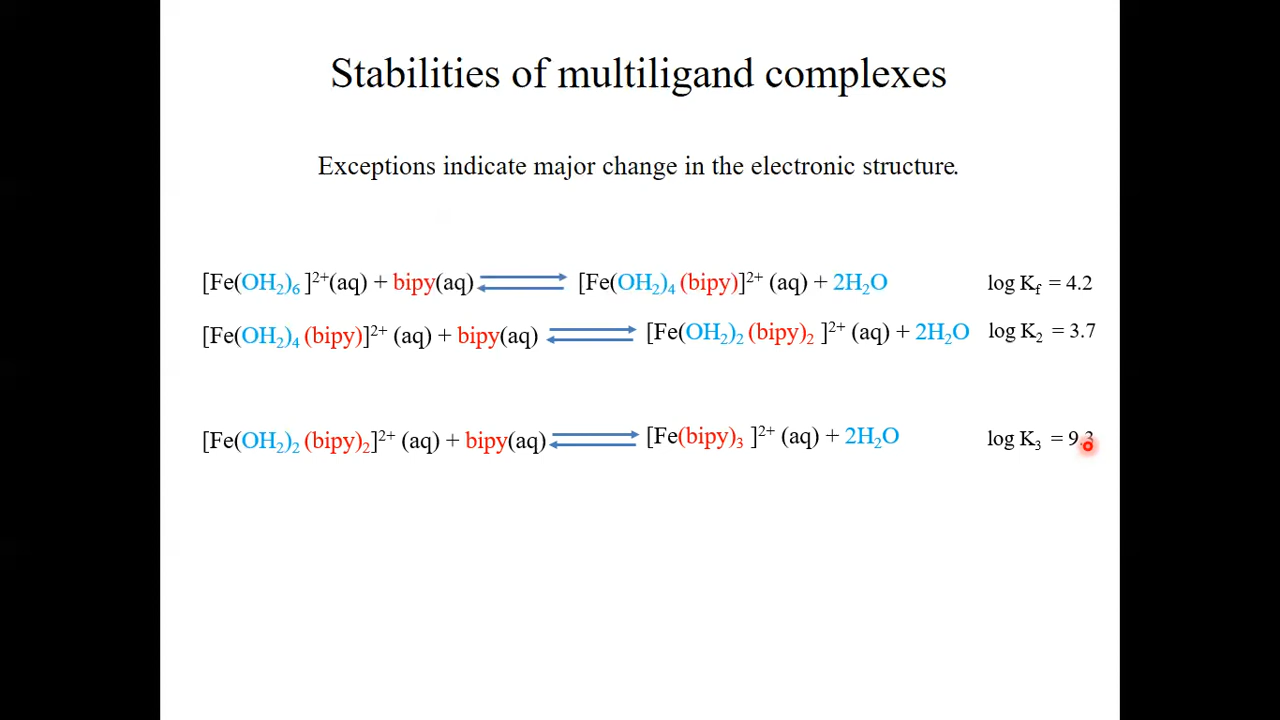 Stabilities of multiligand complexes
Exceptions indicate major change in the electronic structure.
[Fe(OH₂)₆ ]²⁺(aq) + bipy(aq) ⇌ [Fe(OH₂)₄ (bipy)]²⁺ (aq) + 2H₂O log K_f = 4.2
[Fe(OH₂)₄ (bipy)]²⁺ (aq) + bipy(aq) ⇌ [Fe(OH₂)₂ (bipy)₂ ]²⁺ (aq) + 2H₂O log K₂ = 3.7
[Fe(OH₂)₂ (bipy)₂]²⁺ (aq) + bipy(aq) ⇌ [Fe(bipy)₃ ]²⁺ (aq) + 2H₂O log K₃ = 9.3